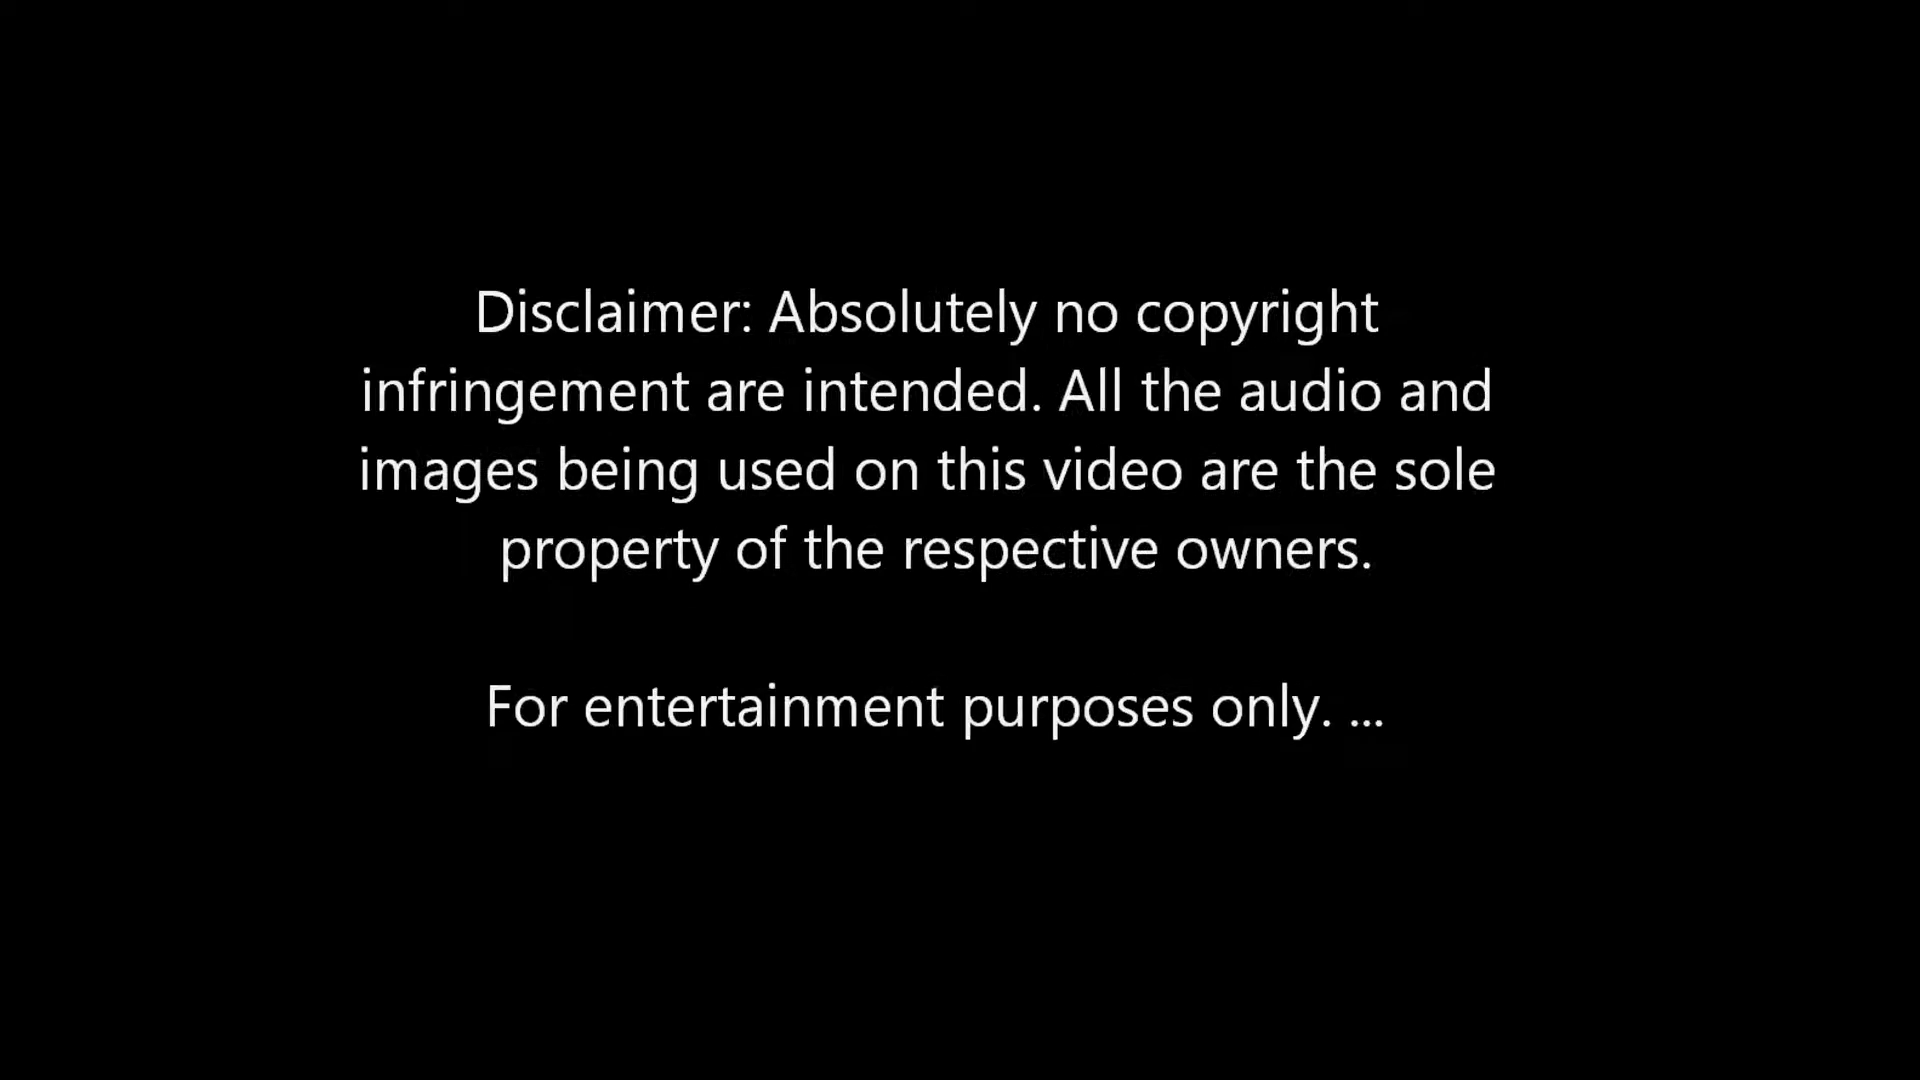 Disclaimer: Absolutely no copyright
infringement are intended. All the audio and
images being used on this video are the sole
property of the respective owners.
For entertainment purposes only. ...